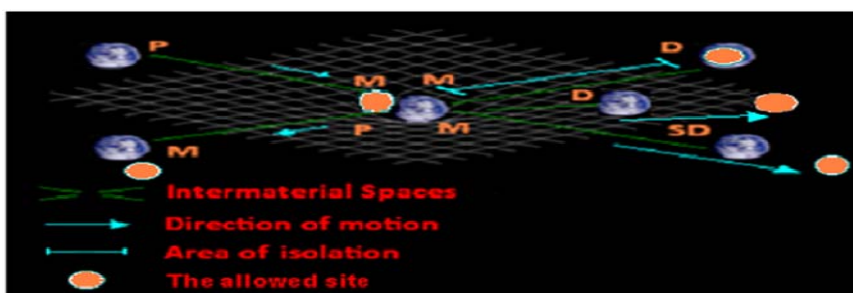 P D
M M
D
P M SD
M
Intermaterial Spaces
Direction of motion
Area of isolation
The allowed site